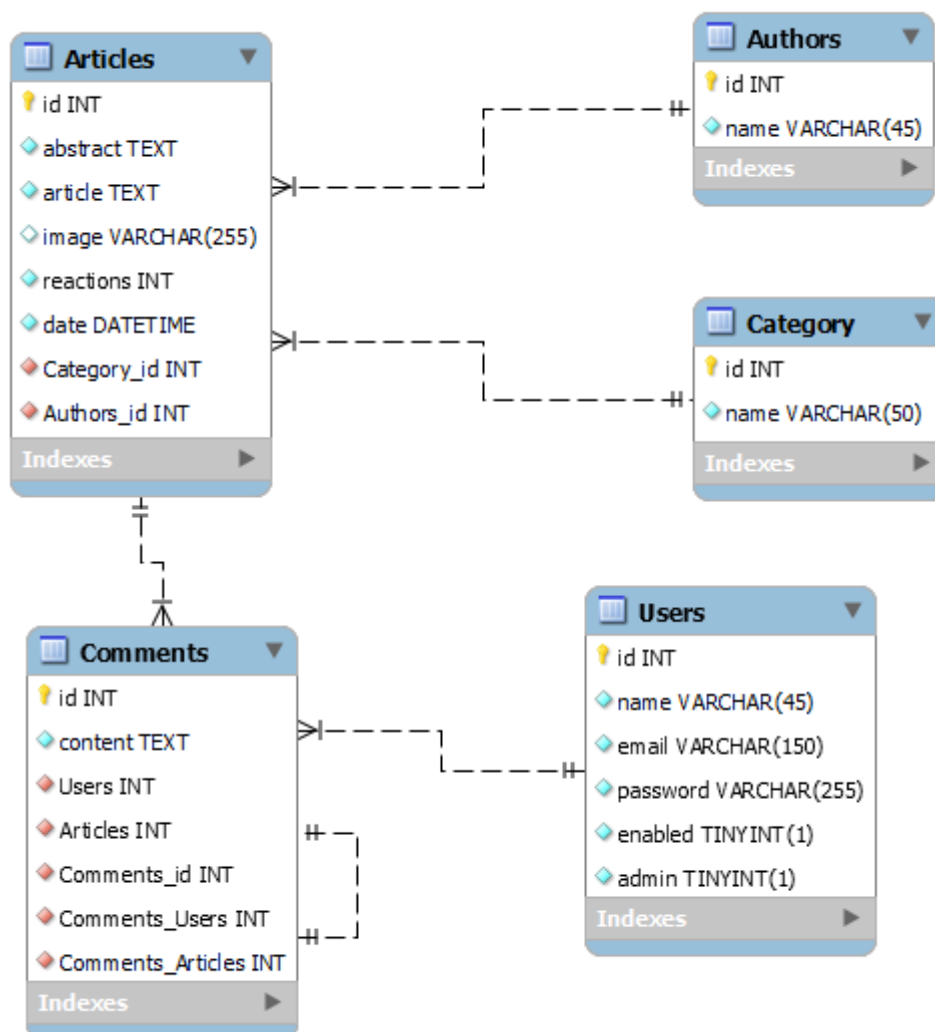 Articles
id INT
abstract TEXT
article TEXT
image VARCHAR(255)
reactions INT
date DATETIME
Category_id INT
Authors_id INT
Indexes
Authors
id INT
name VARCHAR(45)
Indexes
Category
id INT
name VARCHAR(50)
Indexes
Comments
id INT
content TEXT
Users INT
Articles INT
Comments_id INT
Comments_Users INT
Comments_Articles INT
Indexes
Users
id INT
name VARCHAR(45)
email VARCHAR(150)
password VARCHAR(255)
enabled TINYINT(1)
admin TINYINT(1)
Indexes